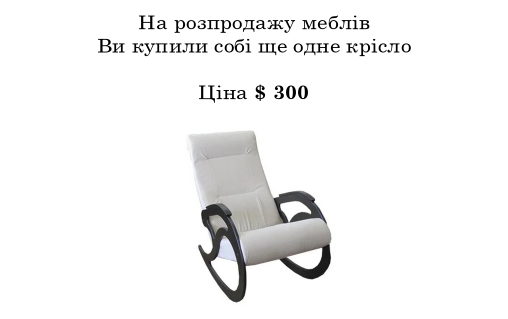 На розпродажу меблів
Ви купили собі ще одне крісло
Ціна $ 300